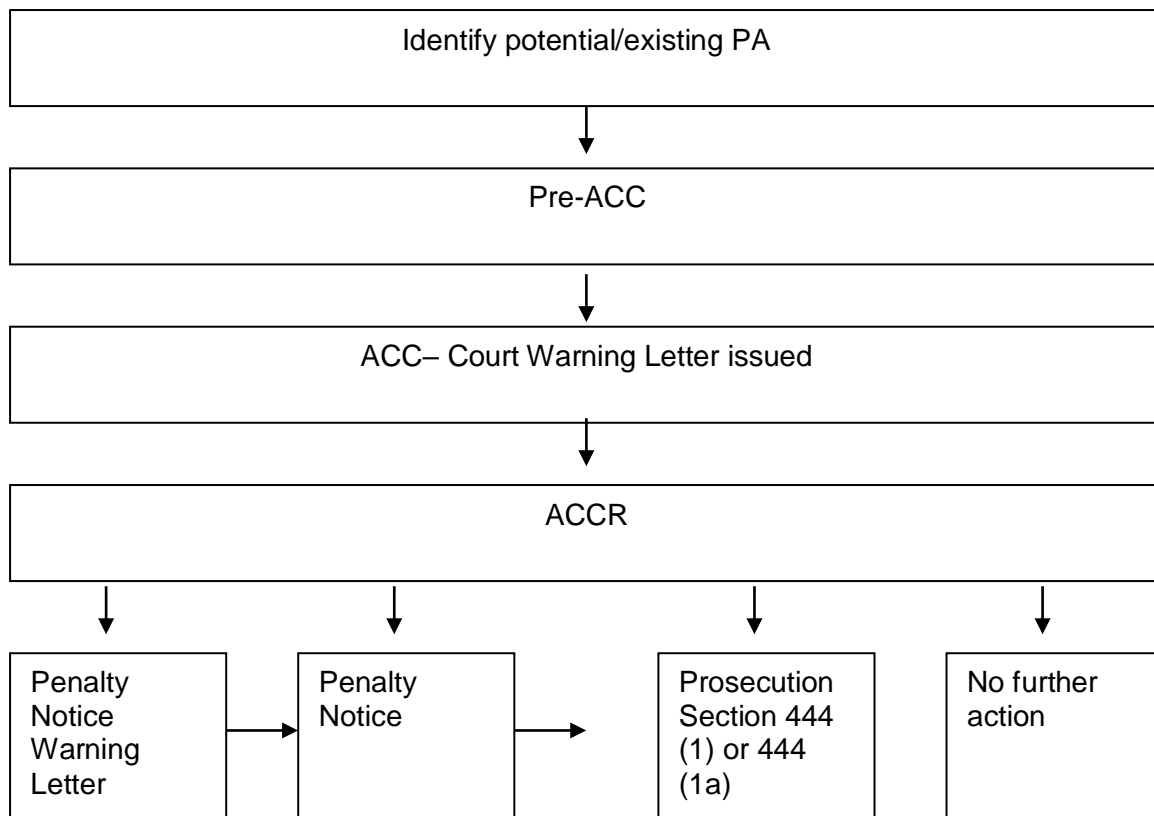 Identify potential/existing PA
Pre-ACC
ACC– Court Warning Letter issued
ACCR
Penalty
Notice
Warning
Letter
Penalty
Notice
Prosecution
Section 444
(1) or 444
(1a)
No further
action